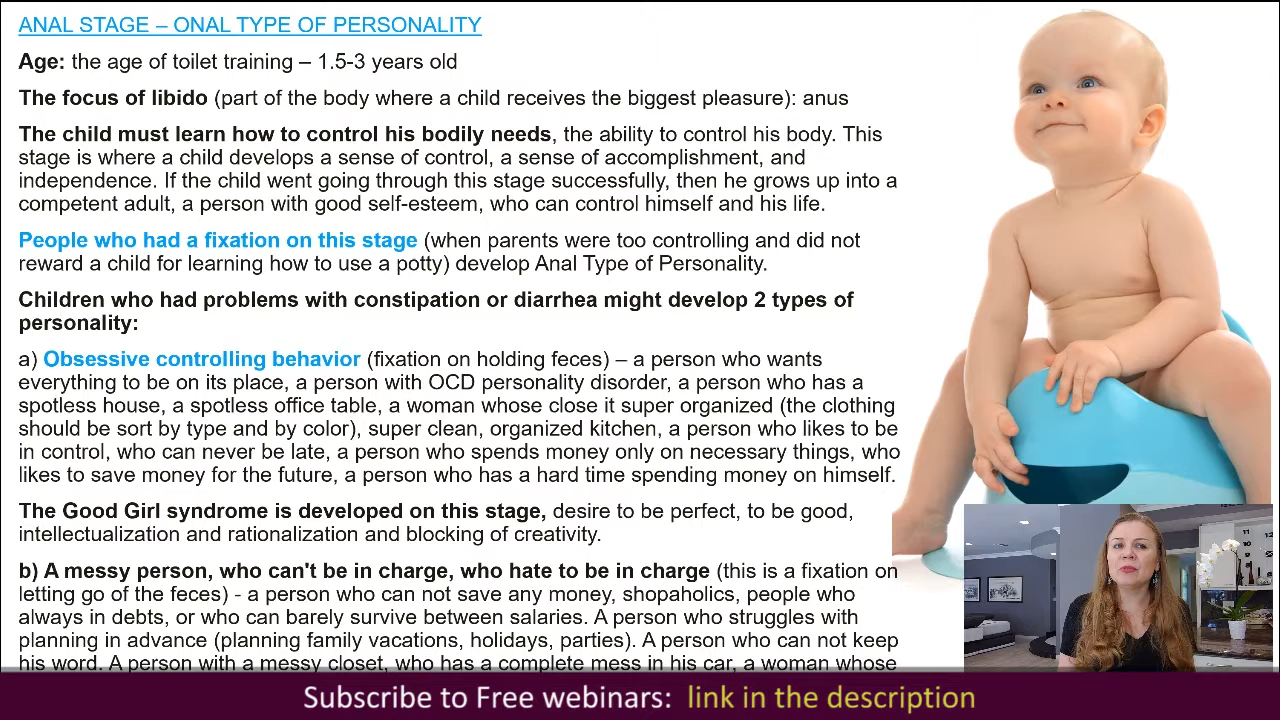 ANAL STAGE – ONAL TYPE OF PERSONALITY
Age: the age of toilet training – 1.5-3 years old
The focus of libido (part of the body where a child receives the biggest pleasure): anus
The child must learn how to control his bodily needs, the ability to control his body. This
stage is where a child develops a sense of control, a sense of accomplishment, and
independence. If the child went going through this stage successfully, then he grows up into a
competent adult, a person with good self-esteem, who can control himself and his life.
People who had a fixation on this stage (when parents were too controlling and did not
reward a child for learning how to use a potty) develop Anal Type of Personality.
Children who had problems with constipation or diarrhea might develop 2 types of
personality:
a) Obsessive controlling behavior (fixation on holding feces) – a person who wants
everything to be on its place, a person with OCD personality disorder, a person who has a
spotless house, a spotless office table, a woman whose close it super organized (the clothing
should be sort by type and by color), super clean, organized kitchen, a person who likes to be
in control, who can never be late, a person who spends money only on necessary things, who
likes to save money for the future, a person who has a hard time spending money on himself.
The Good Girl syndrome is developed on this stage, desire to be perfect, to be good,
intellectualization and rationalization and blocking of creativity.
b) A messy person, who can't be in charge, who hate to be in charge (this is a fixation on
letting go of the feces) - a person who can not save any money, shopaholics, people who
always in debts, or who can barely survive between salaries. A person who struggles with
planning in advance (planning family vacations, holidays, parties). A person who can not keep
his word. A person with a messy closet, who has a complete mess in his car, a woman whose
Subscribe to Free webinars: link in the description